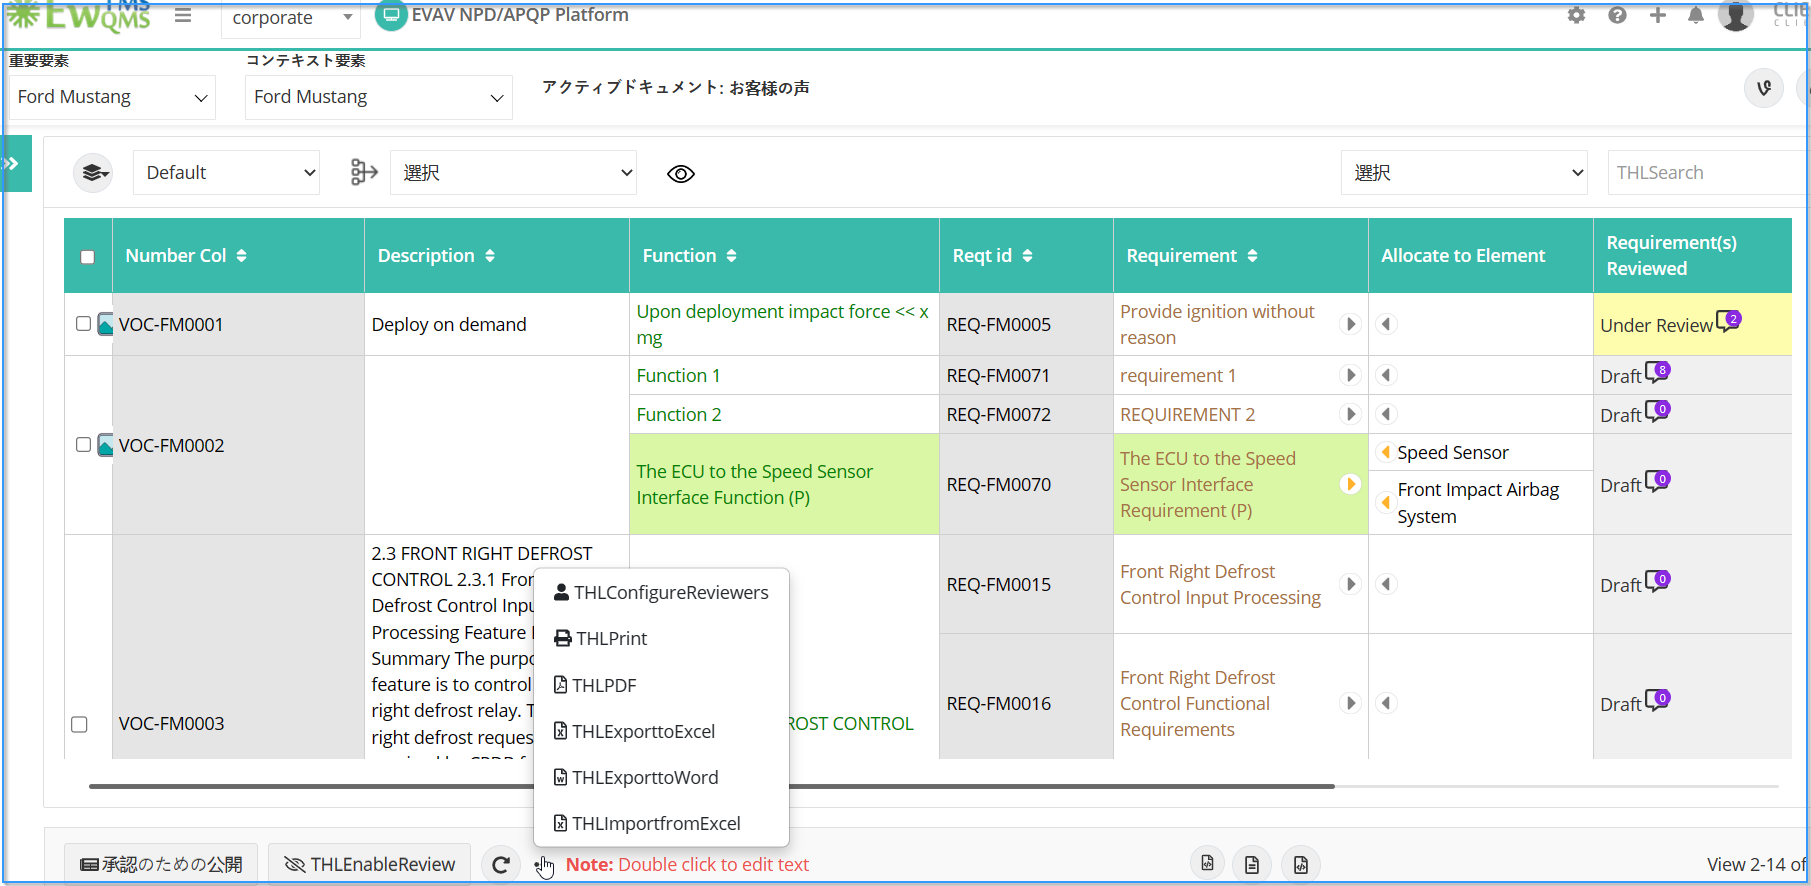 EwQMS
TMS
corporate
EVAV NPD/APQP Platform
重要要素
コンテキスト要素
Ford Mustang
Ford Mustang
アクティブドキュメント: お客様の声
Default
選択
選択
THLSearch
Number Col
Description
Function
Reqt id
Requirement
Allocate to Element
Requirement(s)
Reviewed
VOC-FM0001
Deploy on demand
Upon deployment impact force << x
mg
REQ-FM0005
Provide ignition without
reason
Under Review
2
Function 1
REQ-FM0071
requirement 1
Draft
8
Function 2
REQ-FM0072
REQUIREMENT 2
Draft
0
VOC-FM0002
The ECU to the Speed Sensor
Interface Function (P)
REQ-FM0070
The ECU to the Speed
Sensor Interface
Requirement (P)
Speed Sensor
Front Impact Airbag
System
Draft
0
VOC-FM0003
2.3 FRONT RIGHT DEFROST
CONTROL 2.3.1
Defrost Control
Processing Feature
Summary The
feature is to control
right defrost relay.
right defrost
ROST CONTROL
REQ-FM0015
Front Right Defrost
Control Input Processing
Draft
0
REQ-FM0016
Front Right Defrost
Control Functional
Requirements
Draft
0
THLConfigureReviewers
THLPrint
THLPDF
THLExporttoExcel
THLExporttoWord
THLImportfromExcel
承認のための公開
THLEnableReview
Note: Double click to edit text
View 2-14 of